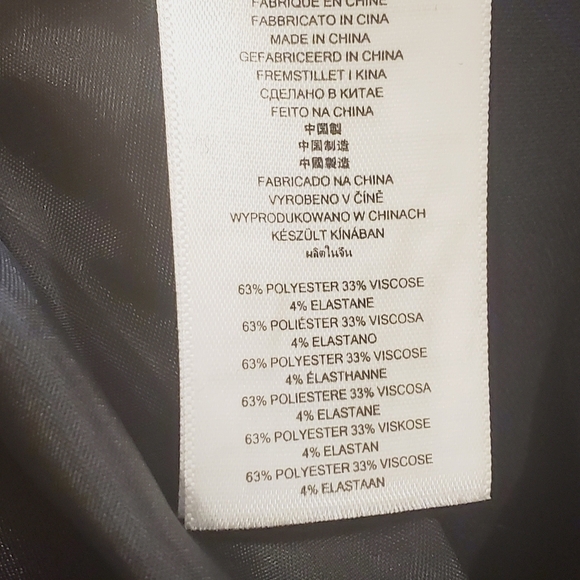 FABRIQUÉ EN CHINE
FABBRICATO IN CINA
MADE IN CHINA
GEFABRICEERD IN CHINA
FREMSTILLET I KINA
СДЕЛАНО В КИТАЕ
FEITO NA CHINA
中国製
中国制造
中國製造
FABRICADO NA CHINA
VYROBENO V ČÍNĚ
WYPRODUKOWANO W CHINACH
KÉSZÜLT KÍNÁBAN
ผลิตในจีน
63% POLYESTER 33% VISCOSE
4% ELASTANE
63% POLIÉSTER 33% VISCOSA
4% ELASTANO
63% POLYESTER 33% VISCOSE
4% ÉLASTHANNE
63% POLIESTERE 33% VISCOSA
4% ELASTANE
63% POLYESTER 33% VISKOSE
4% ELASTAN
63% POLYESTER 33% VISCOSE
4% ELASTAAN